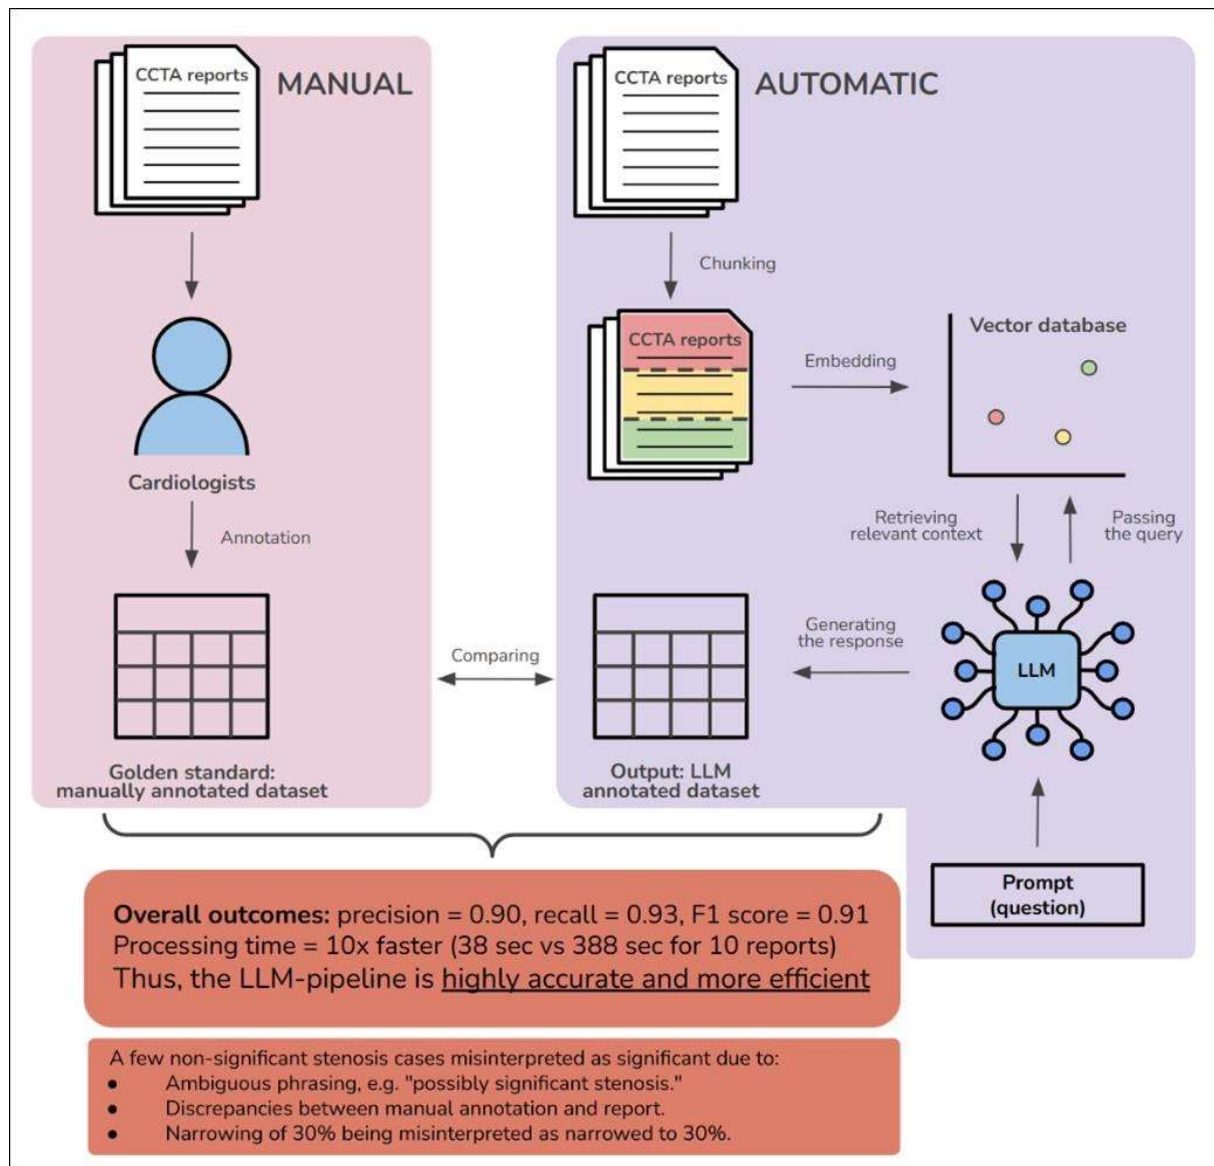 CCTA reports
MANUAL
Cardiologists
Annotation
Golden standard:
manually annotated dataset
Comparing
CCTA reports
AUTOMATIC
Chunking
CCTA reports
Embedding
Vector database
Retrieving
relevant context
Passing
the query
LLM
Generating
the response
Output: LLM
annotated dataset
Prompt
(question)
Overall outcomes: precision = 0.90, recall = 0.93, F1 score = 0.91
Processing time = 10x faster (38 sec vs 388 sec for 10 reports)
Thus, the LLM-pipeline is highly accurate and more efficient
A few non-significant stenosis cases misinterpreted as significant due to:
● Ambiguous phrasing, e.g. "possibly significant stenosis."
● Discrepancies between manual annotation and report.
● Narrowing of 30% being misinterpreted as narrowed to 30%.